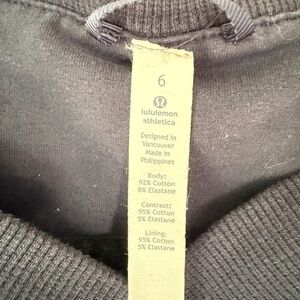 6
lululemon
athletica
Designed in
Vancouver
Made in
Philippines
Body:
92% Cotton
8% Elastane
Contrast:
95% Cotton
5% Elastane
Lining:
95% Cotton
5% Elastane